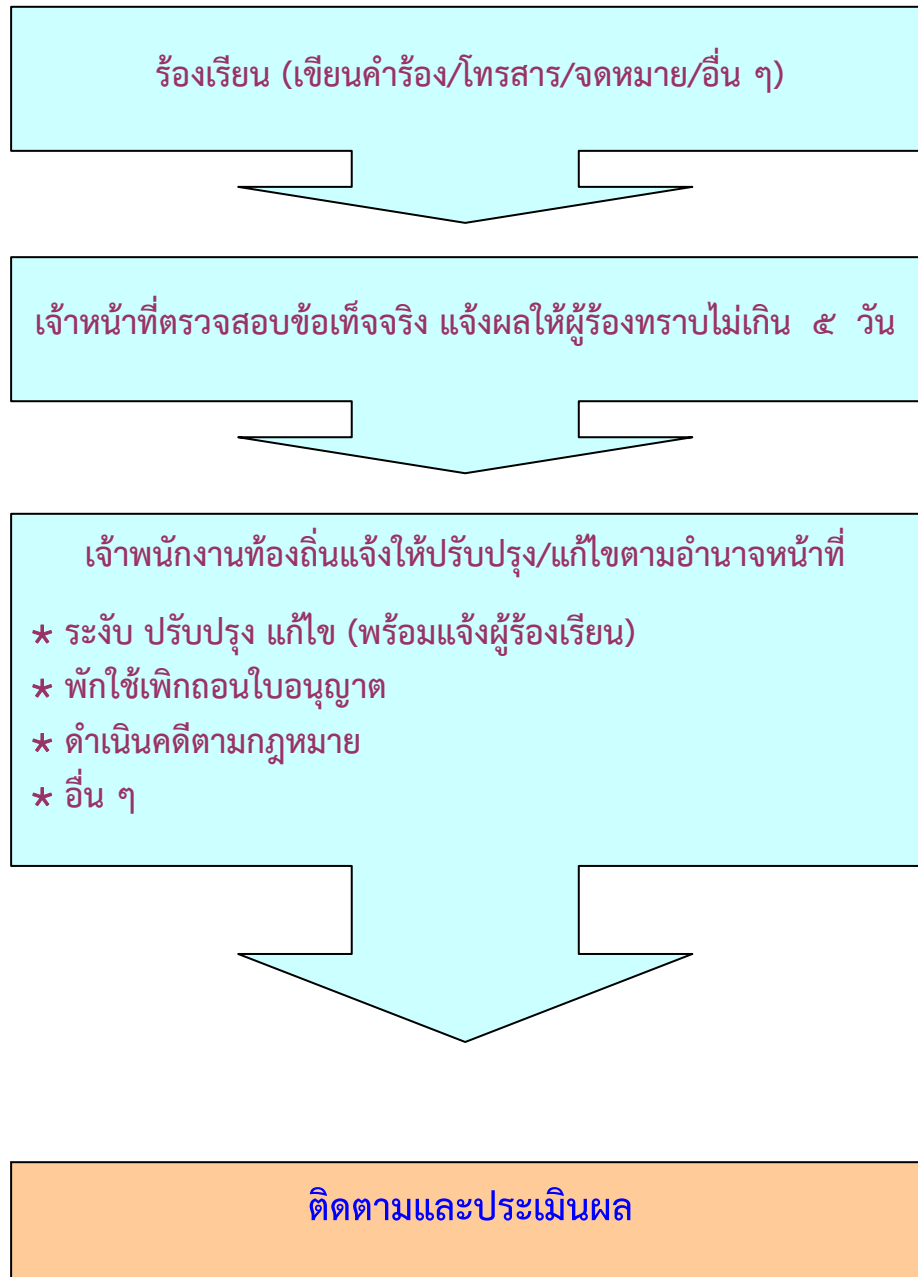 ร้องเรียน (เขียนคำร้อง/โทรสาร/จดหมาย/อื่น ๆ)
เจ้าหน้าที่ตรวจสอบข้อเท็จจริง แจ้งผลให้ผู้ร้องทราบไม่เกิน ๕ วัน
เจ้าพนักงานท้องถิ่นแจ้งให้ปรับปรุง/แก้ไขตามอำนาจหน้าที่
* ระงับ ปรับปรุง แก้ไข (พร้อมแจ้งผู้ร้องเรียน)
* พักใช้เพิกถอนใบอนุญาต
* ดำเนินคดีตามกฎหมาย
* อื่น ๆ
ติดตามและประเมินผล